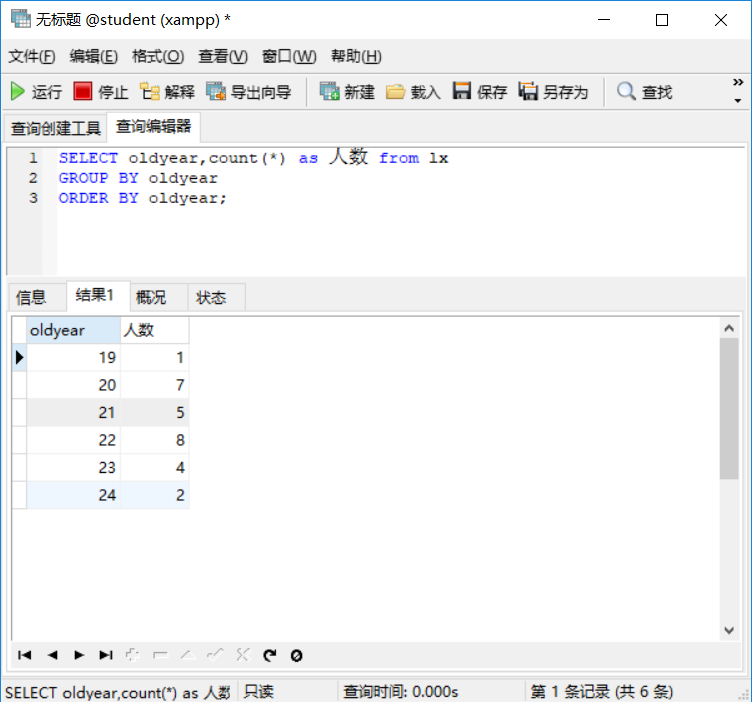 无标题 @student (xampp) *
文件(F) 编辑(E) 格式(O) 查看(V) 窗口(W) 帮助(H)
运行 停止 解释 导出向导 新建 载入 保存 另存为 查找 »
查询创建工具 查询编辑器
1 SELECT oldyear,count(*) as 人数 from lx
2 GROUP BY oldyear
3 ORDER BY oldyear;
信息 结果1 概况 状态
oldyear 人数
19 1
20 7
21 5
22 8
23 4
24 2
SELECT oldyear,count(*) as 人数 只读 查询时间: 0.000s 第 1 条记录 (共 6 条)